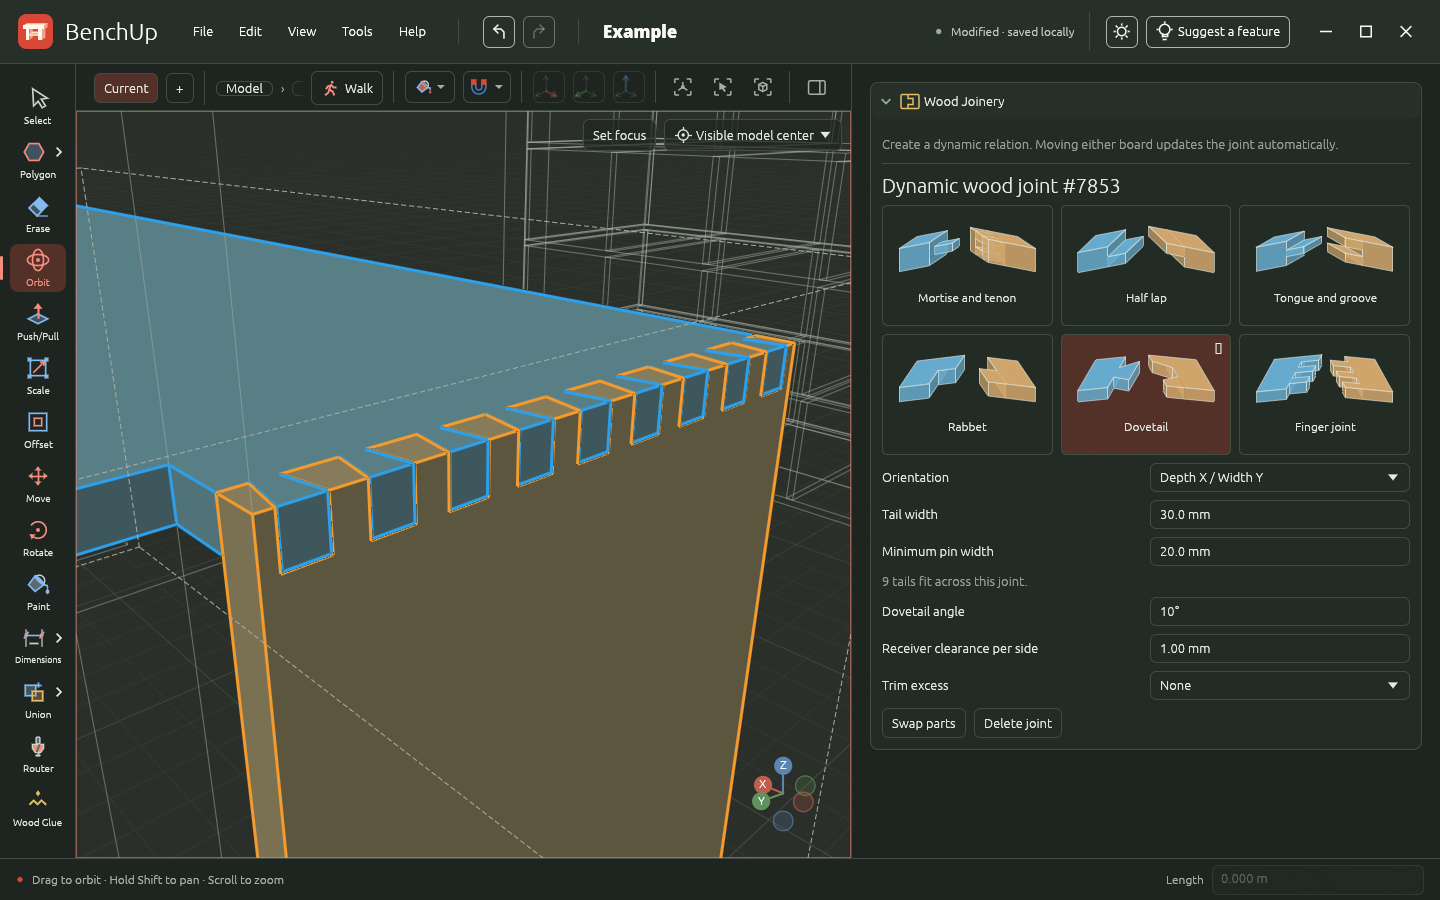 BenchUp File Edit View Tools Help Example Modified · saved locally Suggest a feature
Current + Model › Walk
Set focus Visible model center
Select
Polygon
Erase
Orbit
Push/Pull
Scale
Offset
Move
Rotate
Paint
Dimensions
Union
Router
Wood Glue
Z
X
Y
Wood Joinery
Create a dynamic relation. Moving either board updates the joint automatically.
Dynamic wood joint #7853
Mortise and tenon Half lap Tongue and groove
Rabbet Dovetail Finger joint
Orientation Depth X / Width Y
Tail width 30.0 mm
Minimum pin width 20.0 mm
9 tails fit across this joint.
Dovetail angle 10°
Receiver clearance per side 1.00 mm
Trim excess None
Swap parts Delete joint
Drag to orbit · Hold Shift to pan · Scroll to zoom Length 0.000 m